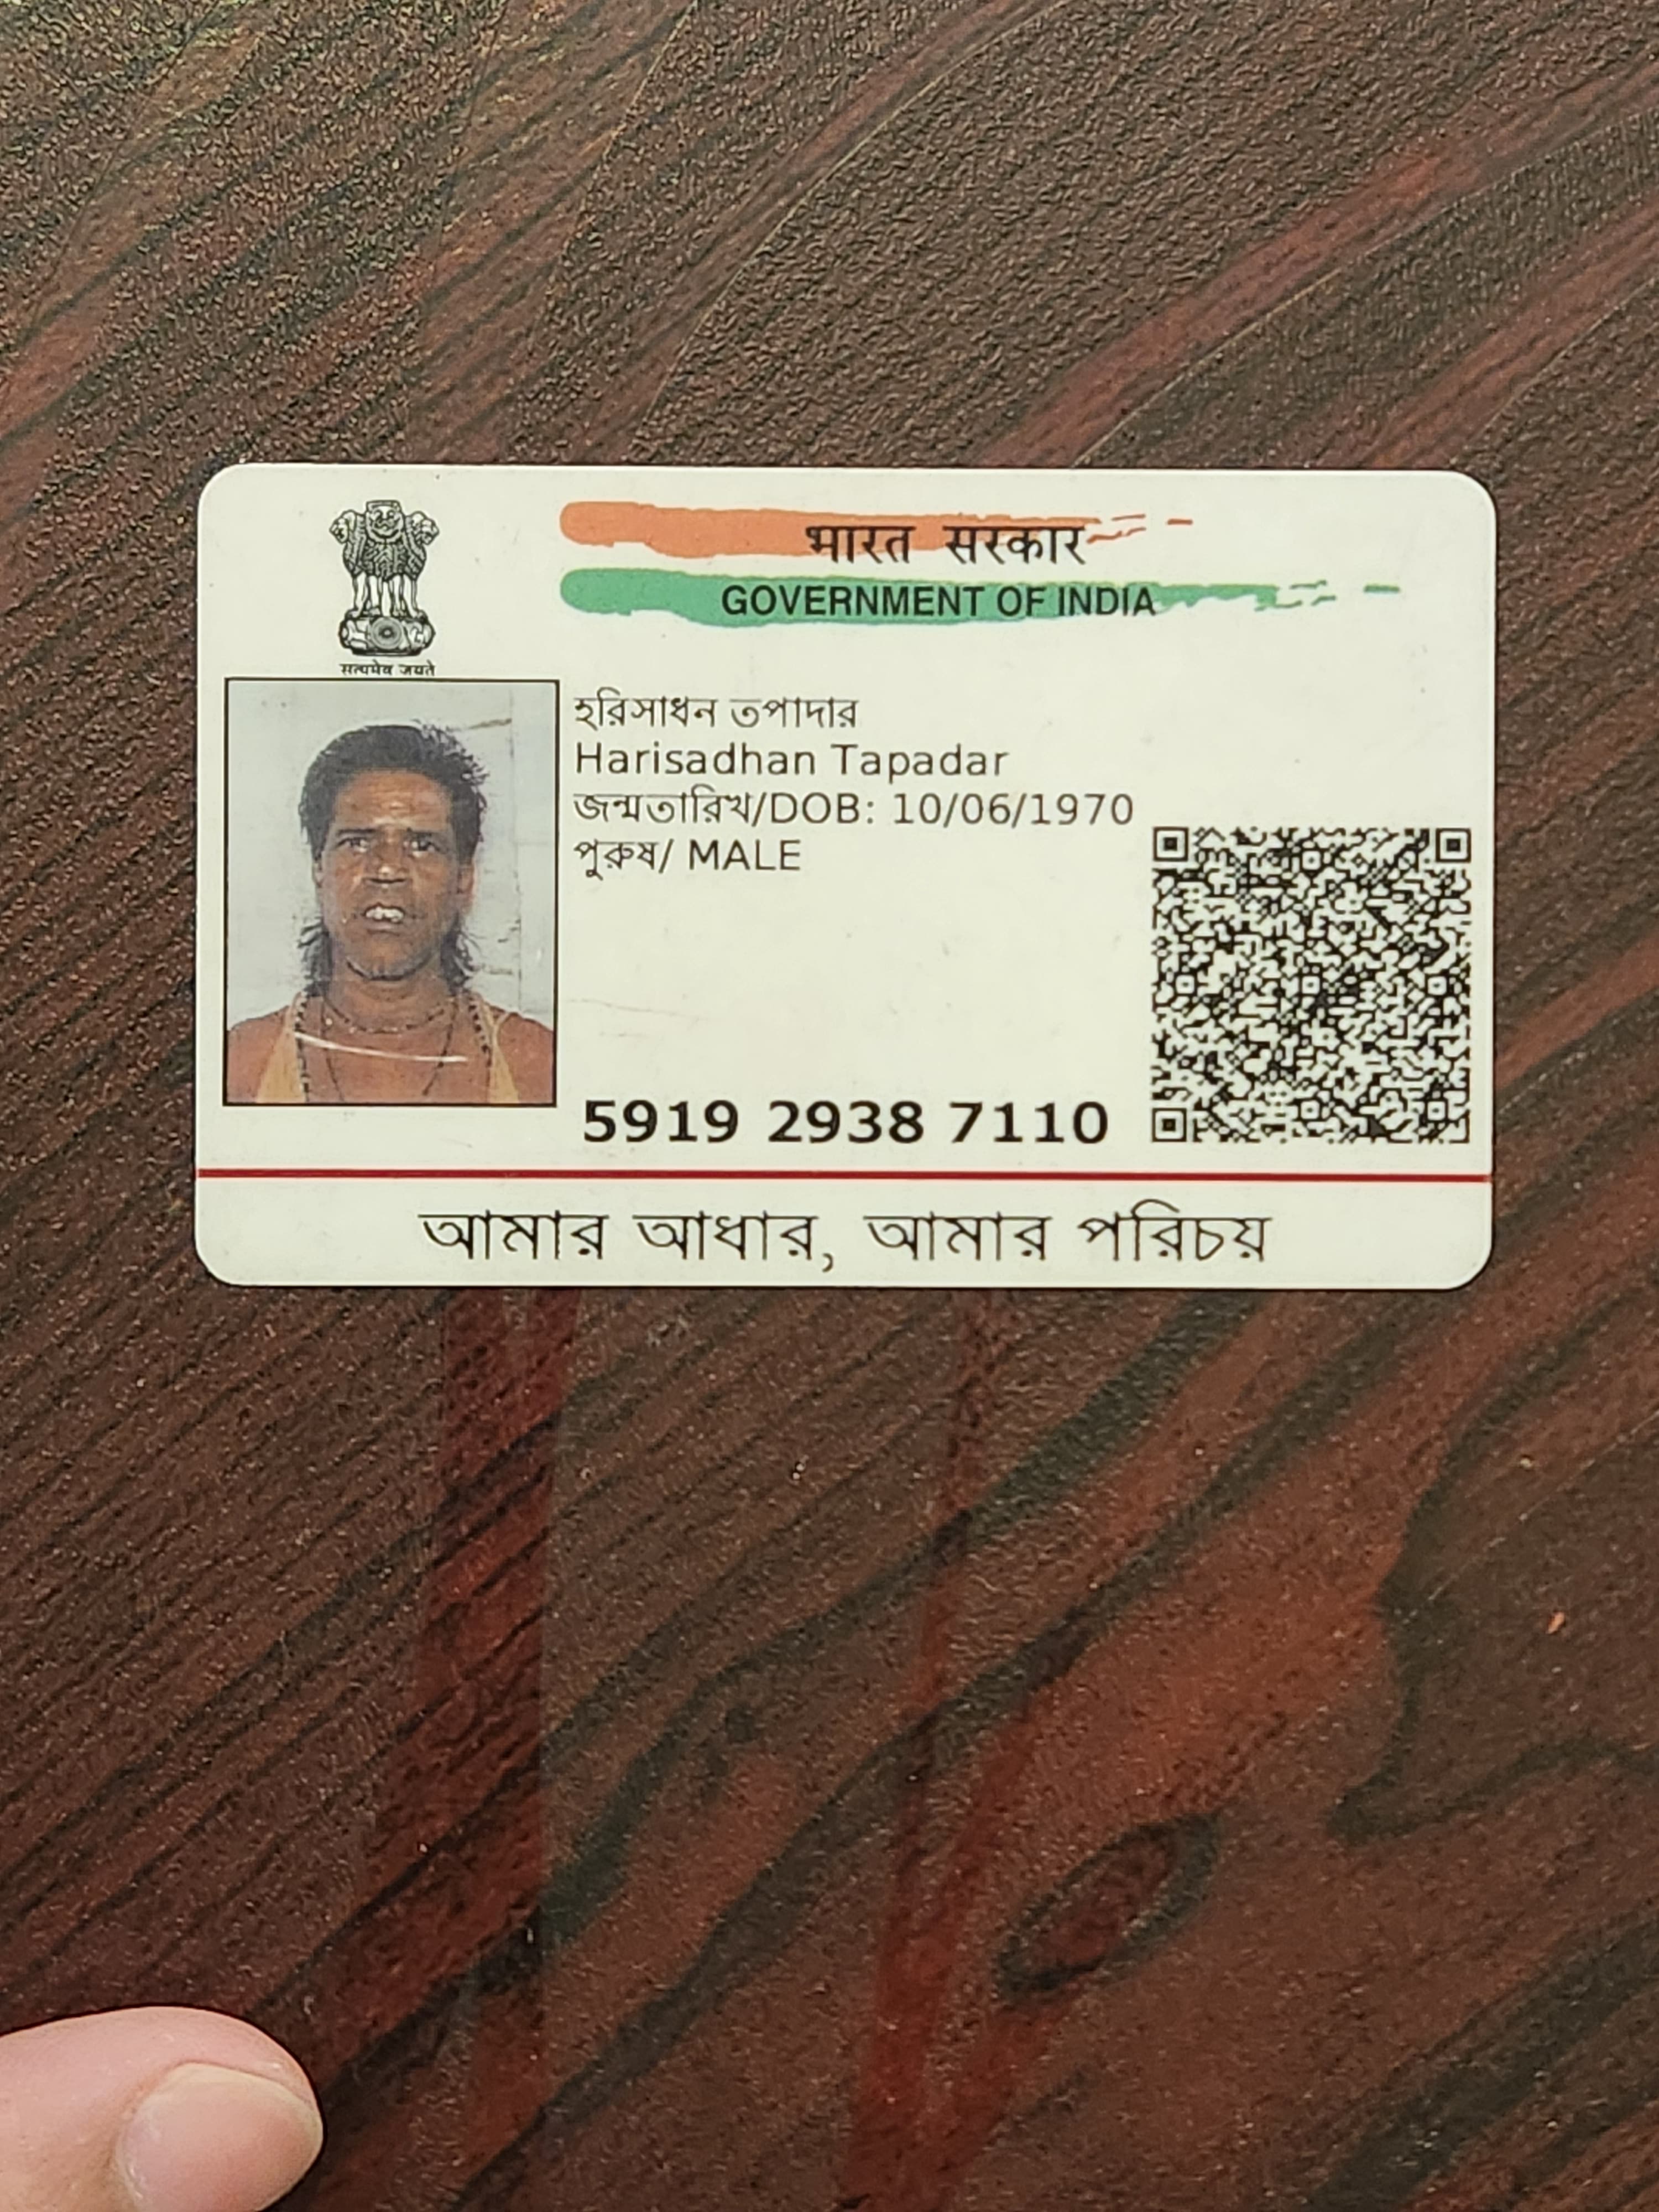 भारत सरकार
GOVERNMENT OF INDIA
सत्यमेव जयते
হরিসাধন তপাদার
Harisadhan Tapadar
জন্মতারিখ/DOB: 10/06/1970
পুরুষ/ MALE
5919 2938 7110
আমার আধার, আমার পরিচয়